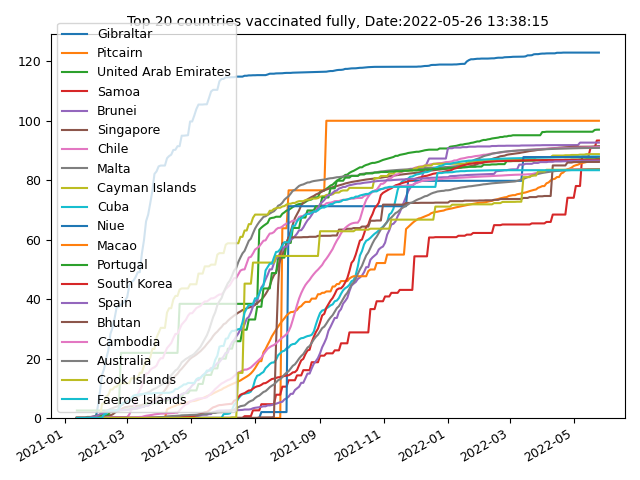 Top 20 countries vaccinated fully, Date:2022-05-26 13:38:15
Gibraltar
Pitcairn
United Arab Emirates
Samoa
Brunei
Singapore
Chile
Malta
Cayman Islands
Cuba
Niue
Macao
Portugal
South Korea
Spain
Bhutan
Cambodia
Australia
Cook Islands
Faeroe Islands
120
100
80
60
40
20
0
2021-01
2021-03
2021-05
2021-07
2021-09
2021-11
2022-01
2022-03
2022-05